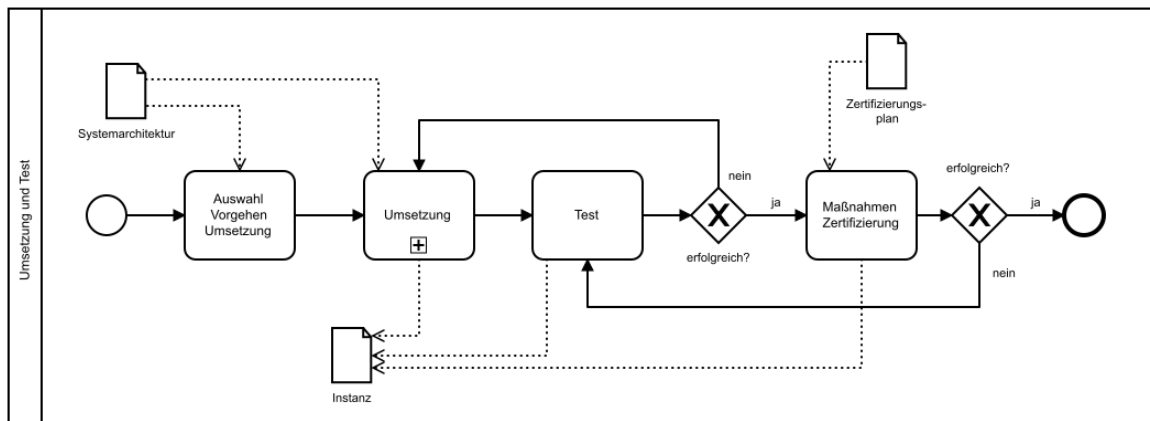 Umsetzung und Test
Systemarchitektur
Zertifizierungs-
plan
Auswahl
Vorgehen
Umsetzung
Umsetzung
Test
nein
ja
erfolgreich?
Maßnahmen
Zertifizierung
erfolgreich?
ja
nein
Instanz